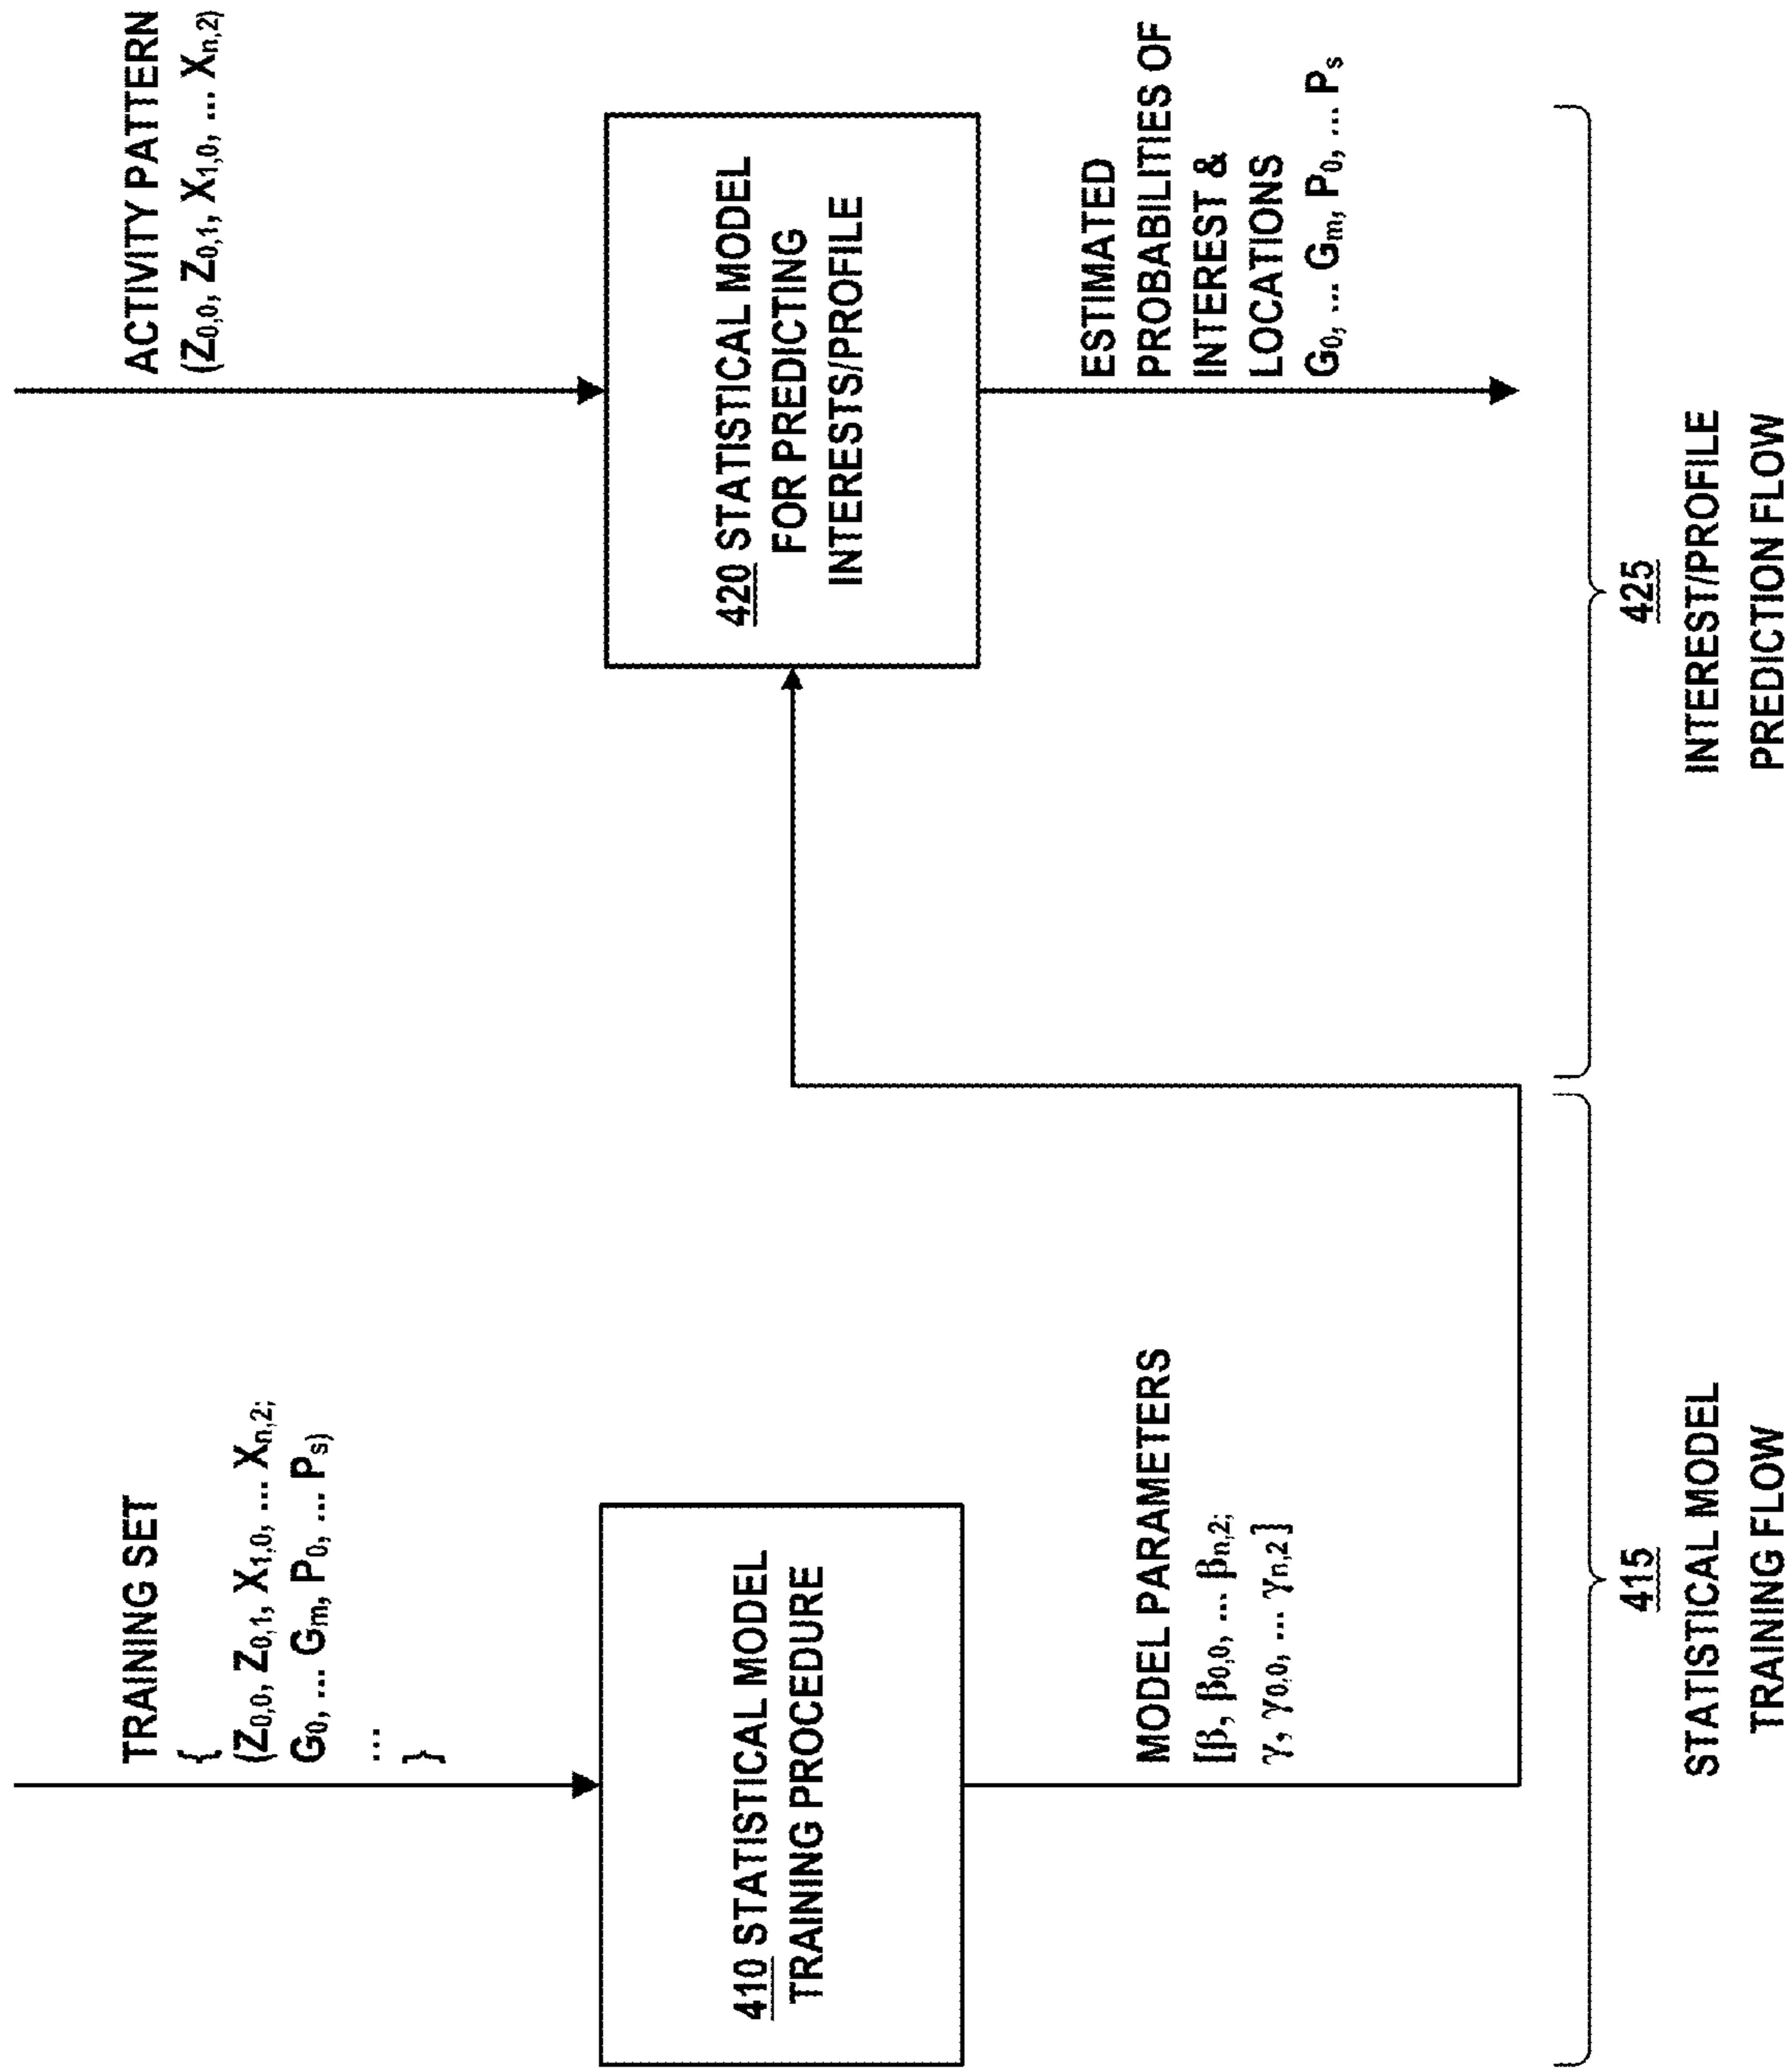 TRAINING SET
{
(Z0,0, Z0,1, X1,0, ... Xn,2;
G0, ... Gm, P0, ... Ps)
...
}
410 STATISTICAL MODEL
TRAINING PROCEDURE
MODEL PARAMETERS
[β, β0,0, ... βn,2;
γ, γ0,0, ... γn,2]
415
STATISTICAL MODEL
TRAINING FLOW
ACTIVITY PATTERN
(Z0,0, Z0,1, X1,0, ... Xn,2)
420 STATISTICAL MODEL
FOR PREDICTING
INTERESTS/PROFILE
ESTIMATED
PROBABILITIES OF
INTEREST &
LOCATIONS
G0, ... Gm, P0, ... Ps
425
INTEREST/PROFILE
PREDICTION FLOW